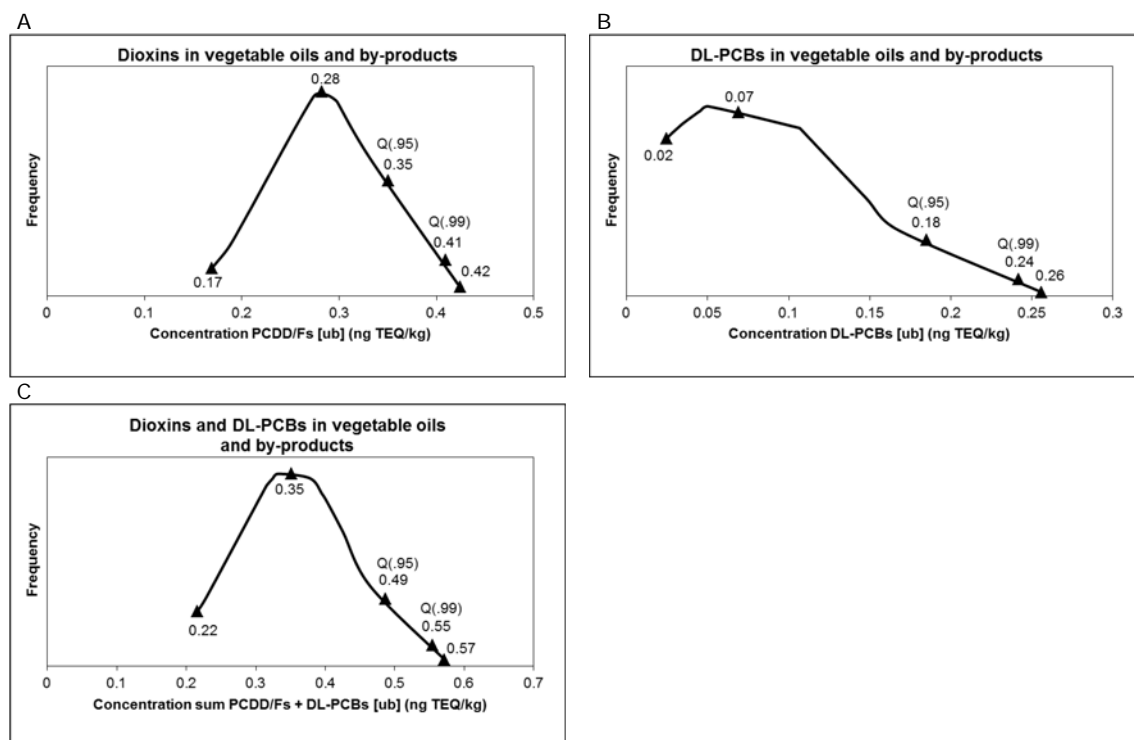 A
Dioxins in vegetable oils and by-products
0.28
Q(.95)
0.35
Q(.99)
0.41
0.42
0.17
Frequency
0 0.1 0.2 0.3 0.4 0.5
Concentration PCDD/Fs [ub] (ng TEQ/kg)
B
DL-PCBs in vegetable oils and by-products
0.07
0.02
Q(.95)
0.18
Q(.99)
0.24
0.26
Frequency
0 0.05 0.1 0.15 0.2 0.25 0.3
Concentration DL-PCBs [ub] (ng TEQ/kg)
C
Dioxins and DL-PCBs in vegetable oils
and by-products
0.35
Q(.95)
0.49
Q(.99)
0.55
0.57
0.22
Frequency
0 0.1 0.2 0.3 0.4 0.5 0.6 0.7
Concentration sum PCDD/Fs + DL-PCBs [ub] (ng TEQ/kg)